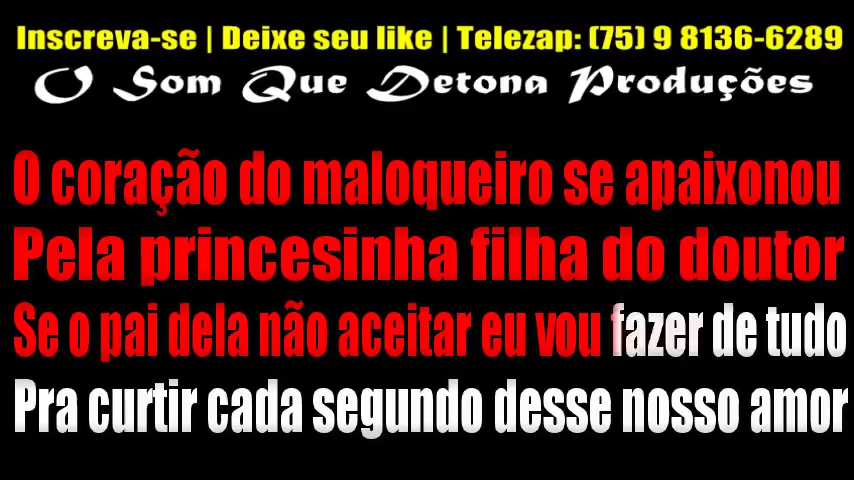 Inscreva-se | Deixe seu like | Telezap: (75) 9 8136-6289
O Som Que Detona Produções
O coração do maloqueiro se apaixonou
Pela princesinha filha do doutor
Se o pai dela não aceitar eu vou fazer de tudo
Pra curtir cada segundo desse nosso amor